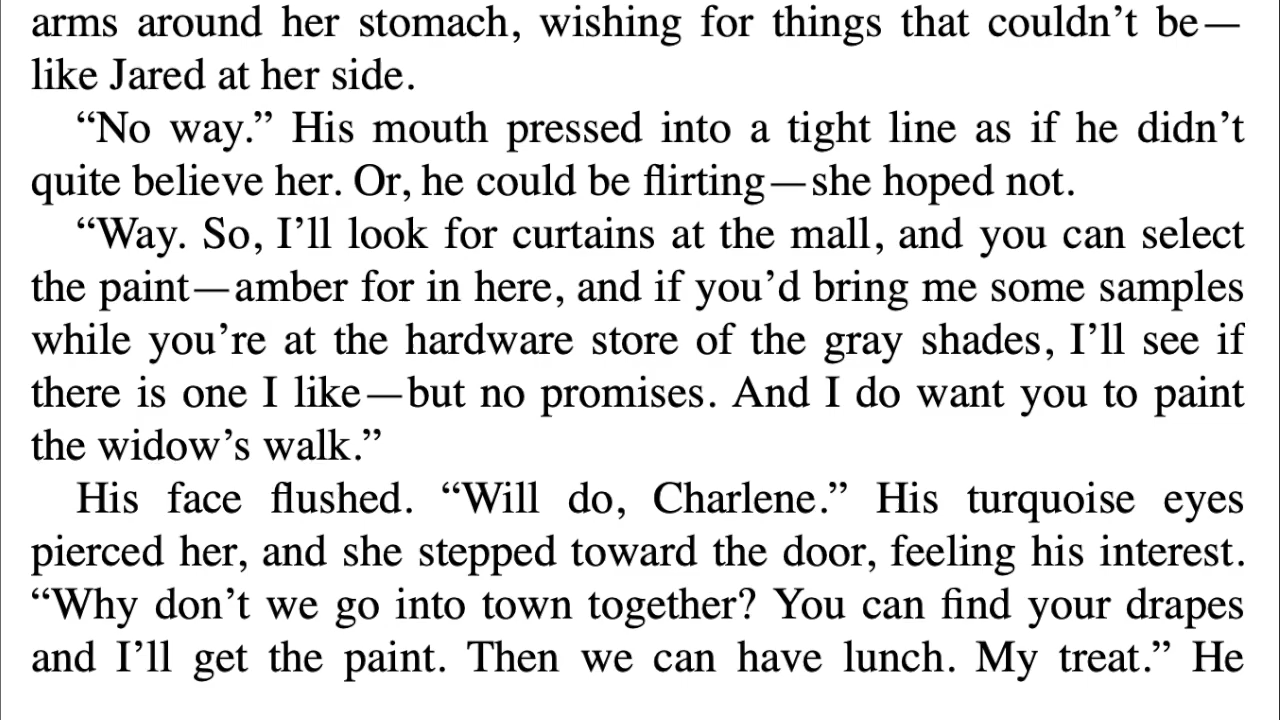 arms around her stomach, wishing for things that couldn’t be—
like Jared at her side.
“No way.” His mouth pressed into a tight line as if he didn’t
quite believe her. Or, he could be flirting—she hoped not.
“Way. So, I’ll look for curtains at the mall, and you can select
the paint—amber for in here, and if you’d bring me some samples
while you’re at the hardware store of the gray shades, I’ll see if
there is one I like—but no promises. And I do want you to paint
the widow’s walk.”
His face flushed. “Will do, Charlene.” His turquoise eyes
pierced her, and she stepped toward the door, feeling his interest.
“Why don’t we go into town together? You can find your drapes
and I’ll get the paint. Then we can have lunch. My treat.” He